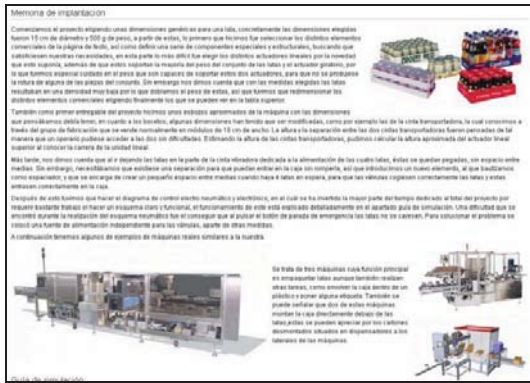 Memoria de implantación
Comenzamos el proyecto eligiendo unas dimensiones genéricas para una lata, concretamente las dimensiones elegidas
fueron 15 cm de diámetro y 500 g de peso, a partir de estas, lo primero que hicimos fue seleccionar los distintos elementos
comerciales de la página de festo, así como definir una serie de componentes especiales y estructurales, buscando que
satisficiesen nuestras necesidades, en esta parte lo más difícil fue elegir los distintos actuadores lineales por la novedad
que esto suponía, además de que estos soportan la mayoría del peso del conjunto de las latas y el actuador giratorio, por
lo que tuvimos especial cuidado en el peso que son capaces de soportar estos dos actuadores, para que no se produjese
la rotura de alguna de las piezas del conjunto. Sin embargo nos dimos cuenta que con las medidas elegidas las latas
resultaban en una densidad muy baja por lo que doblamos el peso de estas, así que tuvimos que redimensionar los
distintos elementos comerciales eligiendo finalmente los que se pueden ver en la tabla superior.
También como primer entregable del proyecto hicimos unos esbozos aproximados de la máquina con las dimensiones
que pensábamos debía tener, en cuanto a los bocetos, algunas dimensiones han tenido que ser modificadas, como por ejemplo las de la cinta transportadora, la cual conocimos a
través del grupo de fabricación que se vende normalmente en módulos de 18 cm de ancho. La altura y la separación entre las dos cintas transportadoras fueron pensadas de tal
manera que un operario pudiese acceder a las dos sin dificultades. Estimando la altura de las cintas transportadoras, pudimos calcular la altura aproximada del actuador lineal
superior al conocer la carrera de la unidad lineal.
Más tarde, nos dimos cuenta que al ir dejando las latas en la parte de la cinta vibradora dedicada a la alimentación de las cuatro latas, éstas se quedan pegadas, sin espacio entre
medias. Sin embargo, necesitábamos que existiese una separación para que puedan entrar en la caja sin romperla, así que introducimos un nuevo elemento, al que bautizamos
como espaciador, y que se encarga de crear un pequeño espacio entre medias cuando haya 4 latas en espera, para que las válvulas cogiesen correctamente las latas y estas
entrasen correctamente en la caja.
Después de esto tuvimos que hacer el diagrama de control electro neumático y electrónico, en el cual se ha invertido la mayor parte del tiempo dedicado al total del proyecto por
requerir bastante trabajo el hacer un esquema claro y funcional, el funcionamiento de este está explicado detalladamente en el apartado guía de simulación. Una dificultad que se
encontró durante la realización del esquema neumático fue el conseguir que al pulsar el botón de parada de emergencia las latas no se cayesen. Para solucionar el problema se
colocó una fuente de alimentación independiente para las válvulas, aparte de otras medidas.
A continuación tenemos algunos de ejemplos de máquinas reales similares a la nuestra.
Se trata de tres máquinas cuya función principal
es empaquetar latas aunque también realizan
otras tareas, como envolver la caja dentro de un
plástico y poner alguna etiqueta. También se
puede señalar que dos de estas máquinas
montan la caja directamente debajo de las
latas,estas se pueden apreciar por los cartones
desmontados situados en dispensadores a los
laterales de las máquinas.
Guía de simulación